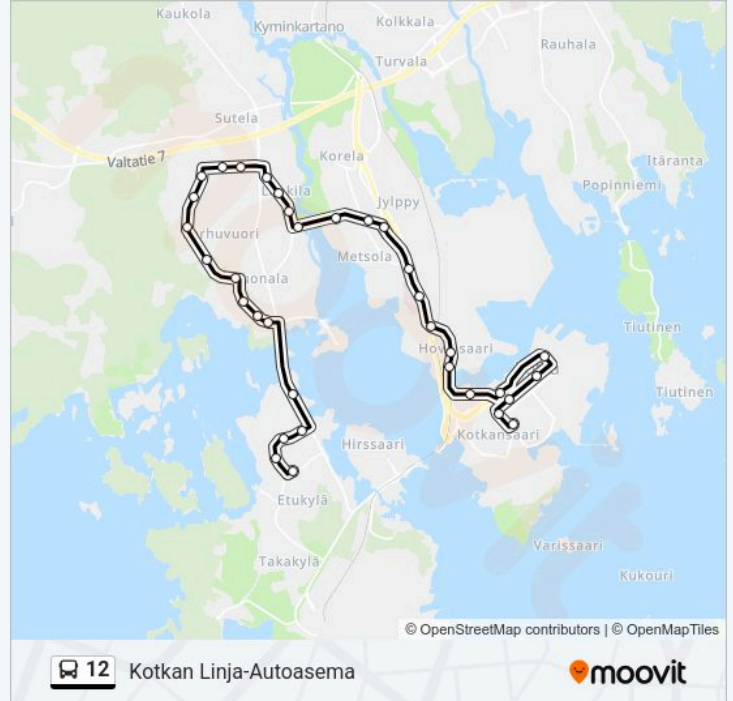 Kaukola
Kyminkartano
Kolkkala
Rauhala
Turvala
Sutela
Valtatie 7
Korela
Itäranta
Popinniemi
Jylppy
Metsola
Tiutinen
Tiutinen
Kotkansaari
Hirssaari
Etukylä
Takakylä
Varissaari
Kukouri
© OpenStreetMap contributors | © OpenMapTiles
12 Kotkan Linja-Autoasema
moovit